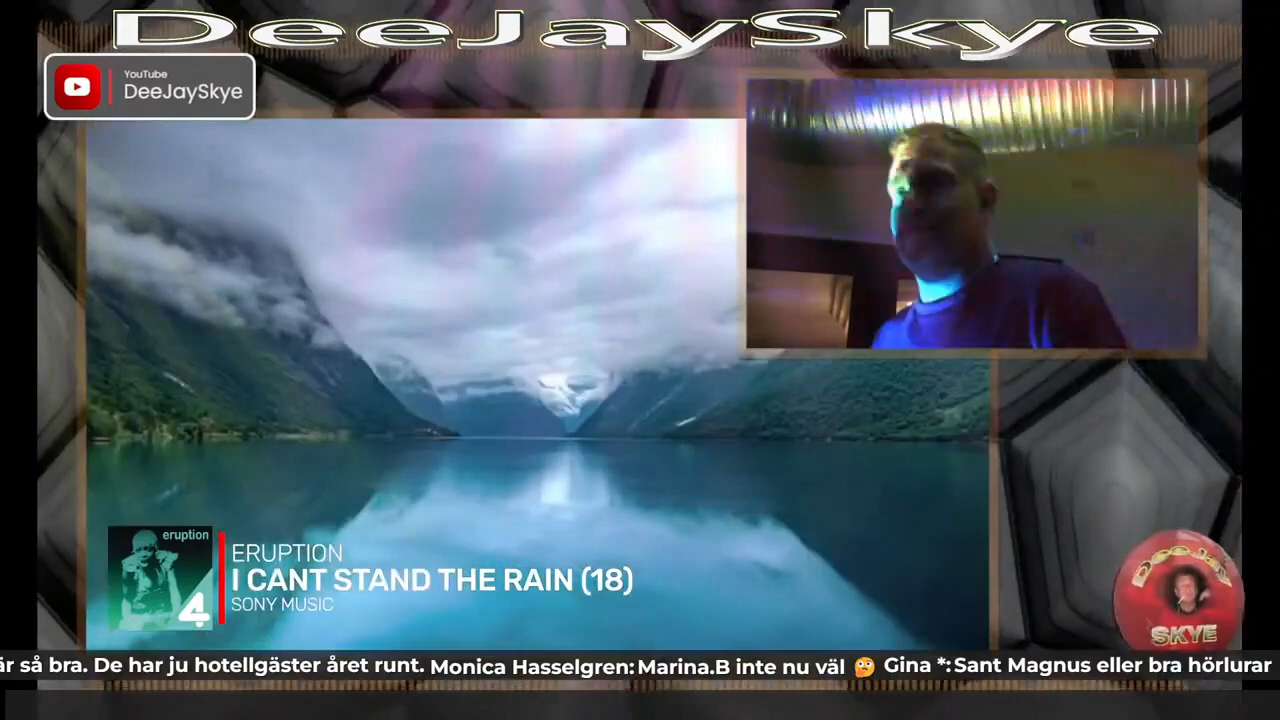 DeeJaySkye
YouTube
DeeJaySkye
eruption
4
ERUPTION
I CANT STAND THE RAIN (18)
SONY MUSIC
DeeJay
SKYE
är så bra. De har ju hotellgäster året runt. Monica Hasselgren: Marina.B inte nu väl 🤔 Gina *: Sant Magnus eller bra hörlurar